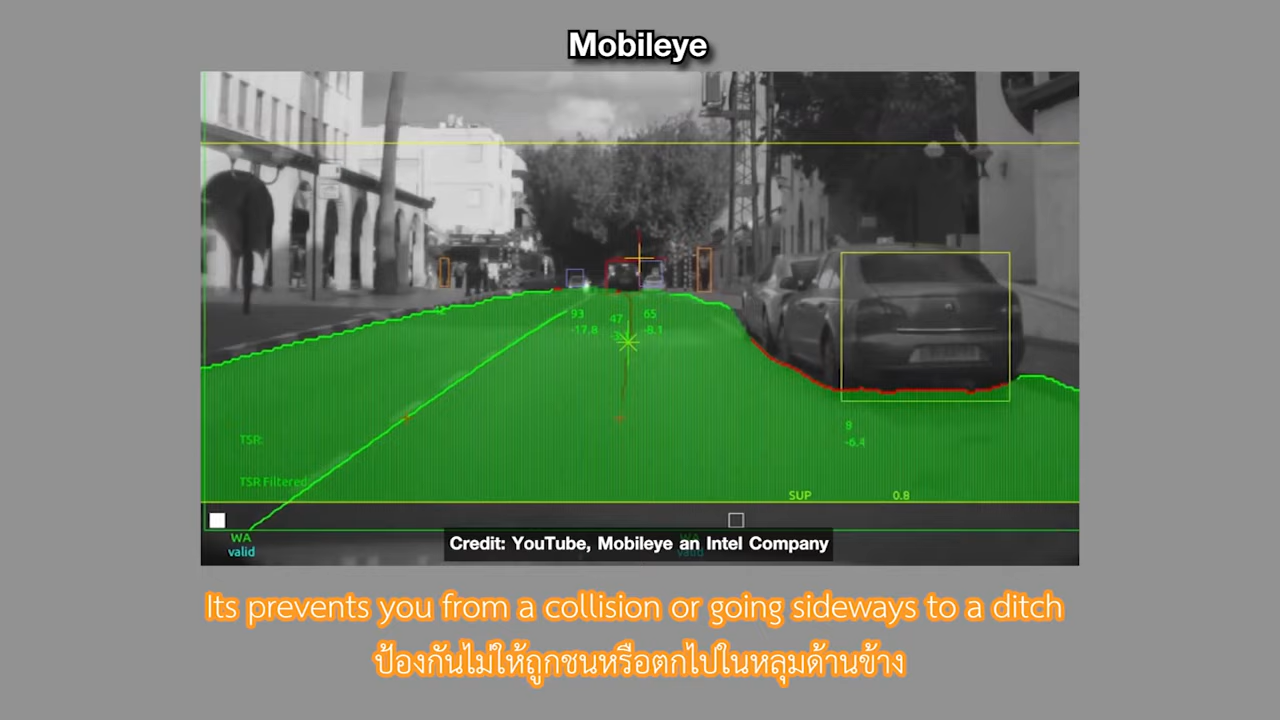 Mobileye
42
93
-17.8
47
65
-8.1
8
-6.4
TSR:
TSR Filtered:
SUP 0.8
WA
valid
Credit: YouTube, Mobileye an Intel Company
Its prevents you from a collision or going sideways to a ditch
ป้องกันไม่ให้ถูกชนหรือตกไปในหลุมด้านข้าง